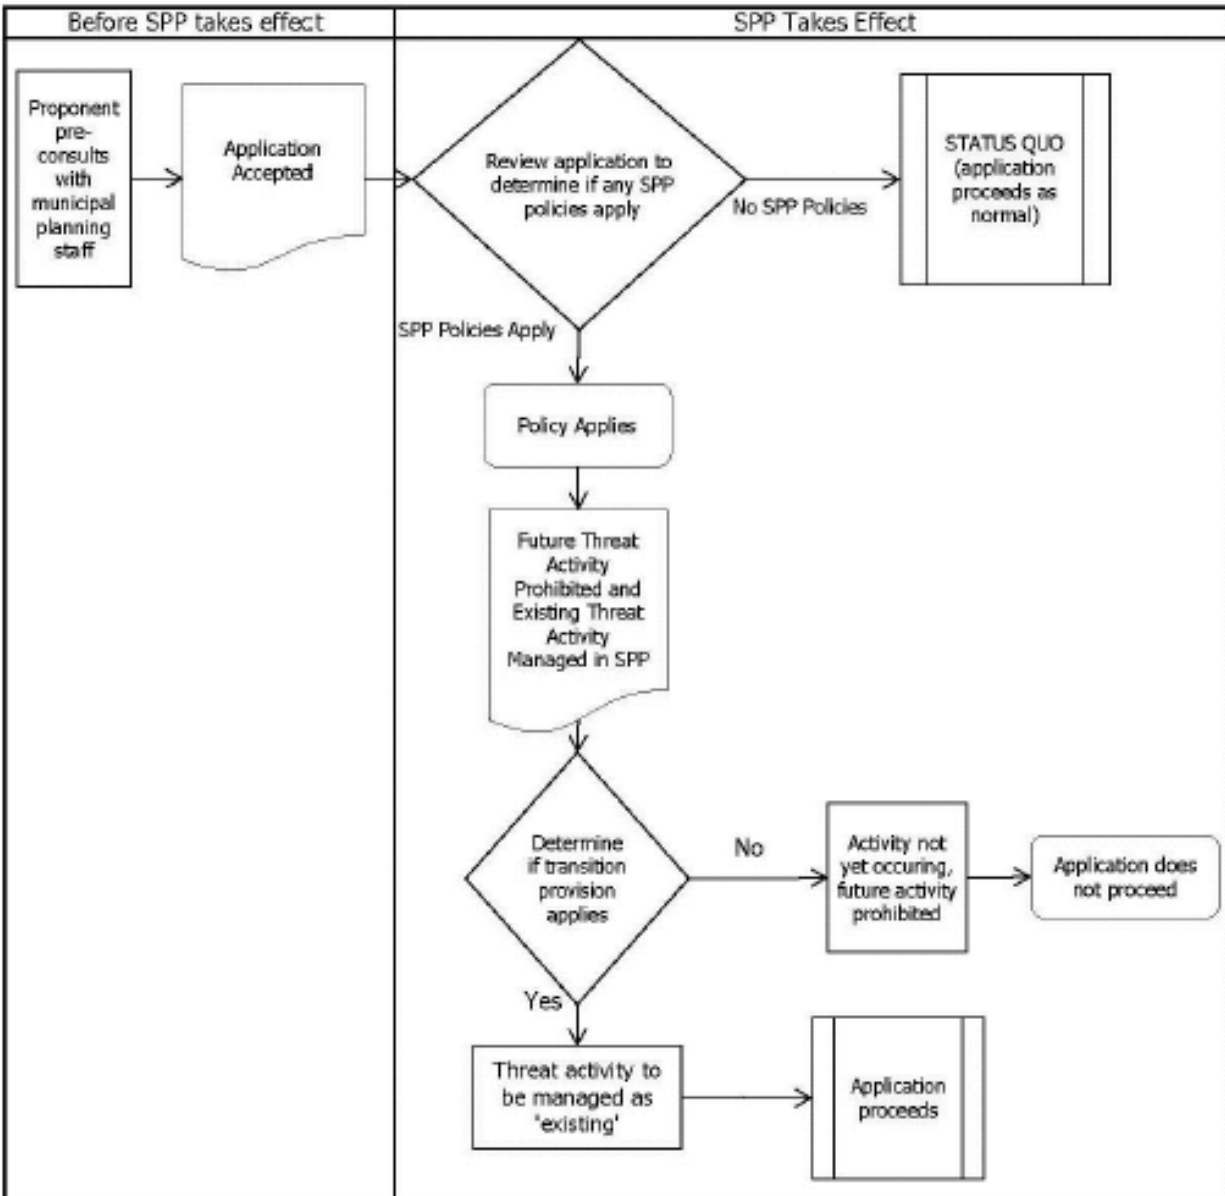 Before SPP takes effect
SPP Takes Effect
Proponent
pre-
consults
with
municipal
planning
staff
Application
Accepted
Review application to
determine if any SPP
policies apply
No SPP Policies
STATUS QUO
(application
proceeds as
normal)
SPP Policies Apply
Policy Applies
Future Threat
Activity
Prohibited and
Existing Threat
Activity
Managed in SPP
Determine
if transition
provision
applies
No
Activity not
yet occuring,
future activity
prohibited
Application does
not proceed
Yes
Threat activity to
be managed as
'existing'
Application
proceeds